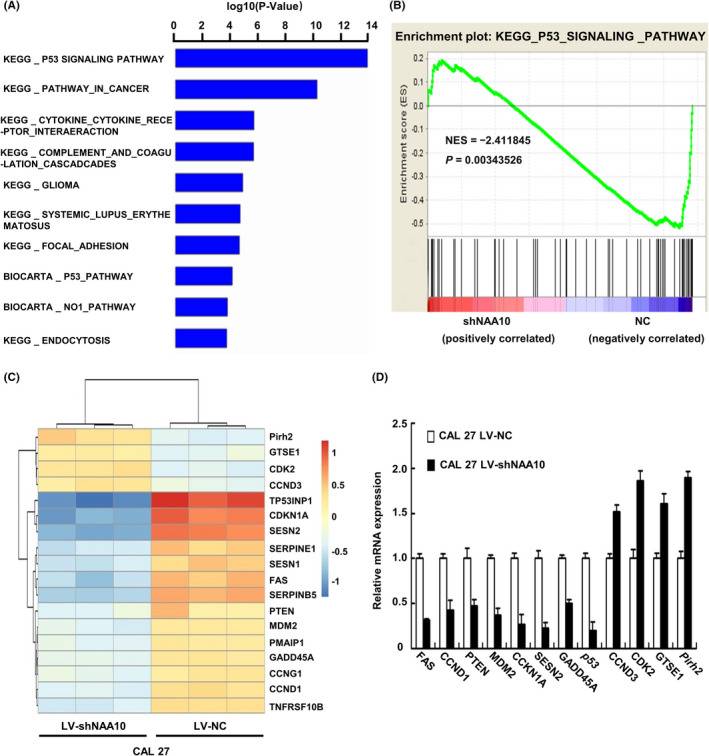 (A)
log10(P-Value)
0 2 4 6 8 10 12 14
KEGG _ P53 SIGNALING PATHWAY
KEGG _ PATHWAY_IN_CANCER
KEGG _ CYTOKINE_CYTOKINE_RECE
-PTOR_INTERAERACTION
KEGG _ COMPLEMENT_AND_COAGU
-LATION_CASCADCADES
KEGG _ GLIOMA
KEGG _ SYSTEMIC_LUPUS_ERYTHE
MATOSUS
KEGG _ FOCAL_ADHESION
BIOCARTA _ P53_PATHWAY
BIOCARTA _ NO1_PATHWAY
KEGG _ ENDOCYTOSIS
(B)
Enrichment plot: KEGG_P53_SIGNALING _PATHWAY
Enrichment score (ES)
0.2
0.1
0.0
-0.1
-0.2
-0.3
-0.4
-0.5
NES = −2.411845
P = 0.00343526
shNAA10
(positively correlated)
NC
(negatively correlated)
(C)
Pirh2
GTSE1
CDK2
CCND3
TP53INP1
CDKN1A
SESN2
SERPINE1
SESN1
FAS
SERPINB5
PTEN
MDM2
PMAIP1
GADD45A
CCNG1
CCND1
TNFRSF10B
1
0.5
0
-0.5
-1
LV-shNAA10
LV-NC
CAL 27
(D)
CAL 27 LV-NC
CAL 27 LV-shNAA10
Relative mRNA expression
2.5
2.0
1.5
1.0
0.5
0
FAS
CCND1
PTEN
MDM2
CCKN1A
SESN2
GADD45A
p53
CCND3
CDK2
GTSE1
Pirh2